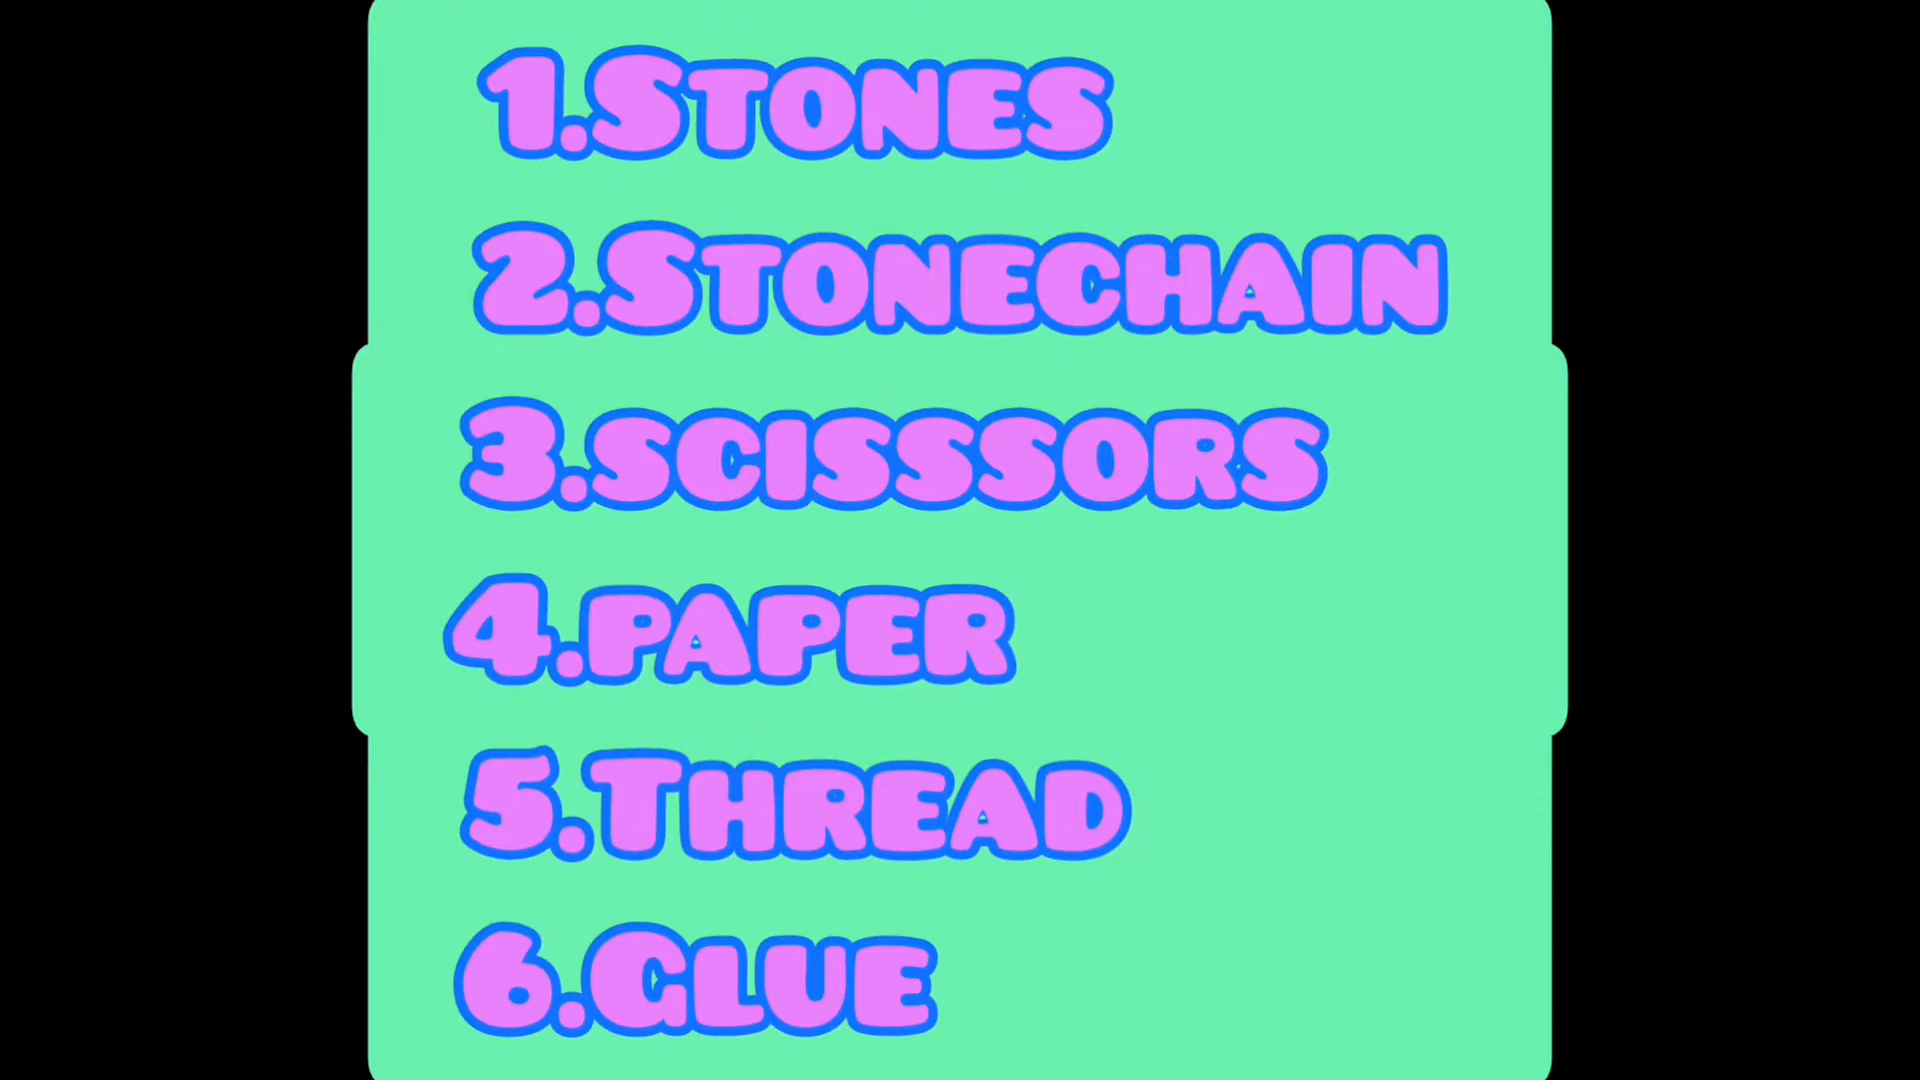 1.Stones
2.Stonechain
3.scisssors
4.paper
5.Thread
6.Glue